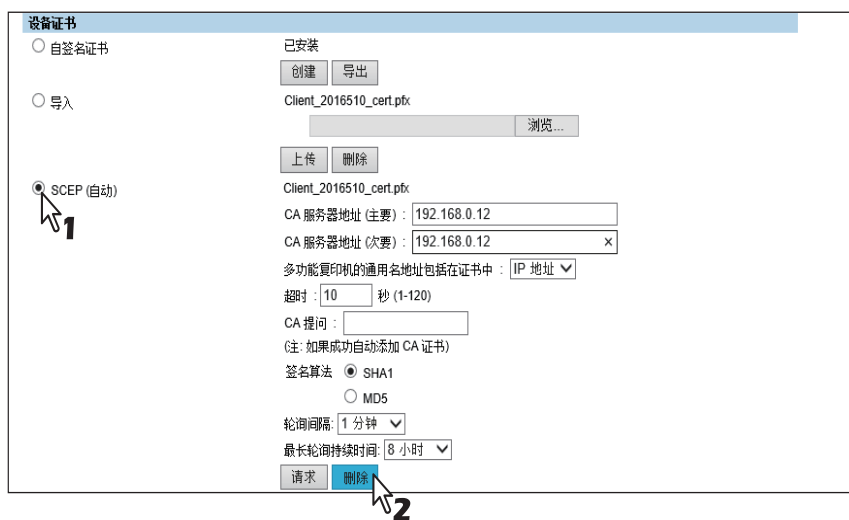 设备证书
自签名证书 已安装
创建 导出
导入 Client_2016510_cert.pfx
浏览...
上传 删除
SCEP (自动) Client_2016510_cert.pfx
1
CA 服务器地址 (主要) : 192.168.0.12
CA 服务器地址 (次要) : 192.168.0.12 ×
多功能复印机的通用名地址包括在证书中 : IP 地址
超时 : 10 秒 (1-120)
CA 提问 :
(注: 如果成功自动添加 CA 证书)
签名算法 SHA1
MD5
轮询间隔: 1 分钟
最长轮询持续时间: 8 小时
请求 删除
2